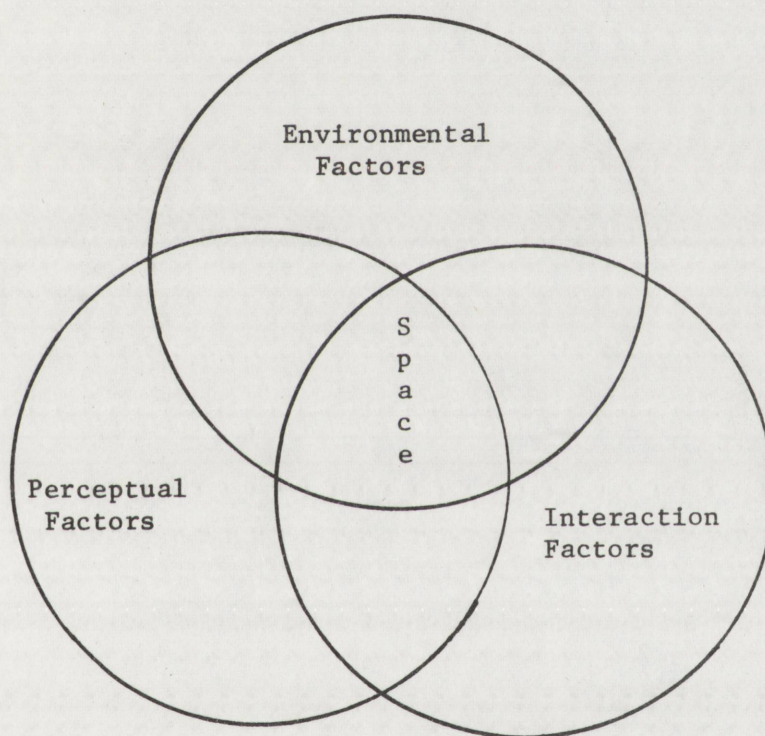 Environmental
Factors
S
p
a
c
e
Perceptual
Factors
Interaction
Factors